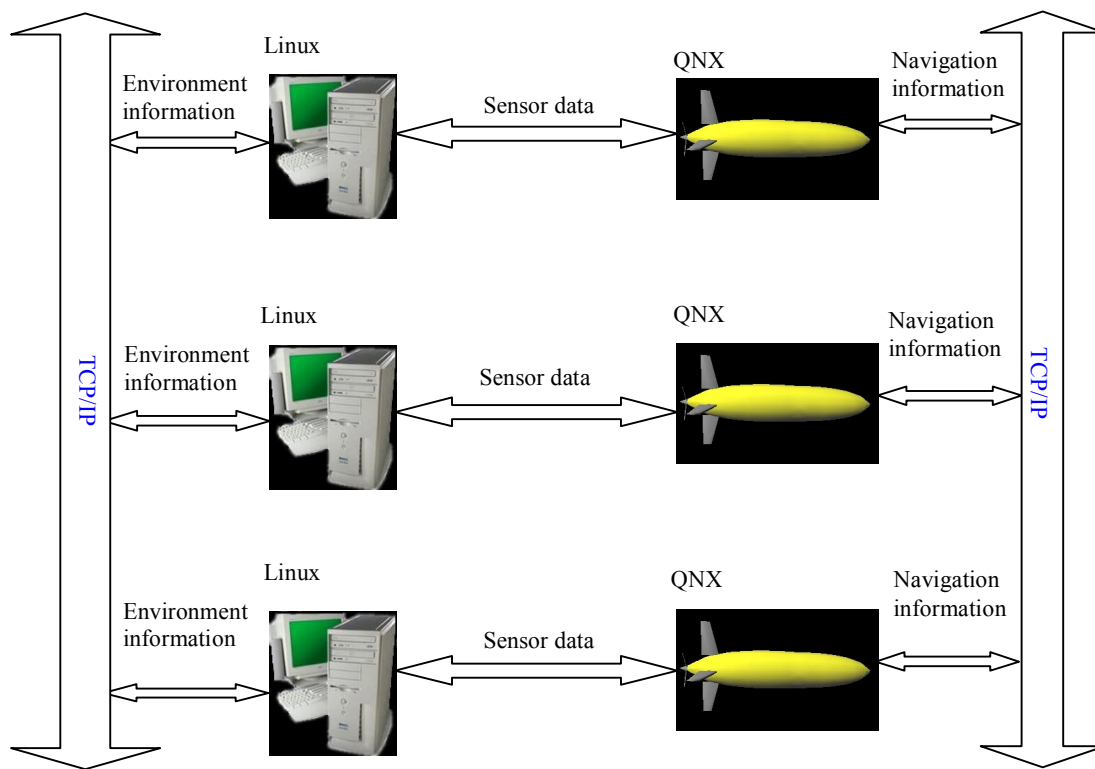 Linux
QNX
Environment
information
Sensor data
Navigation
information
Linux
QNX
Environment
information
Sensor data
Navigation
information
TCP/IP
TCP/IP
Linux
QNX
Environment
information
Sensor data
Navigation
information